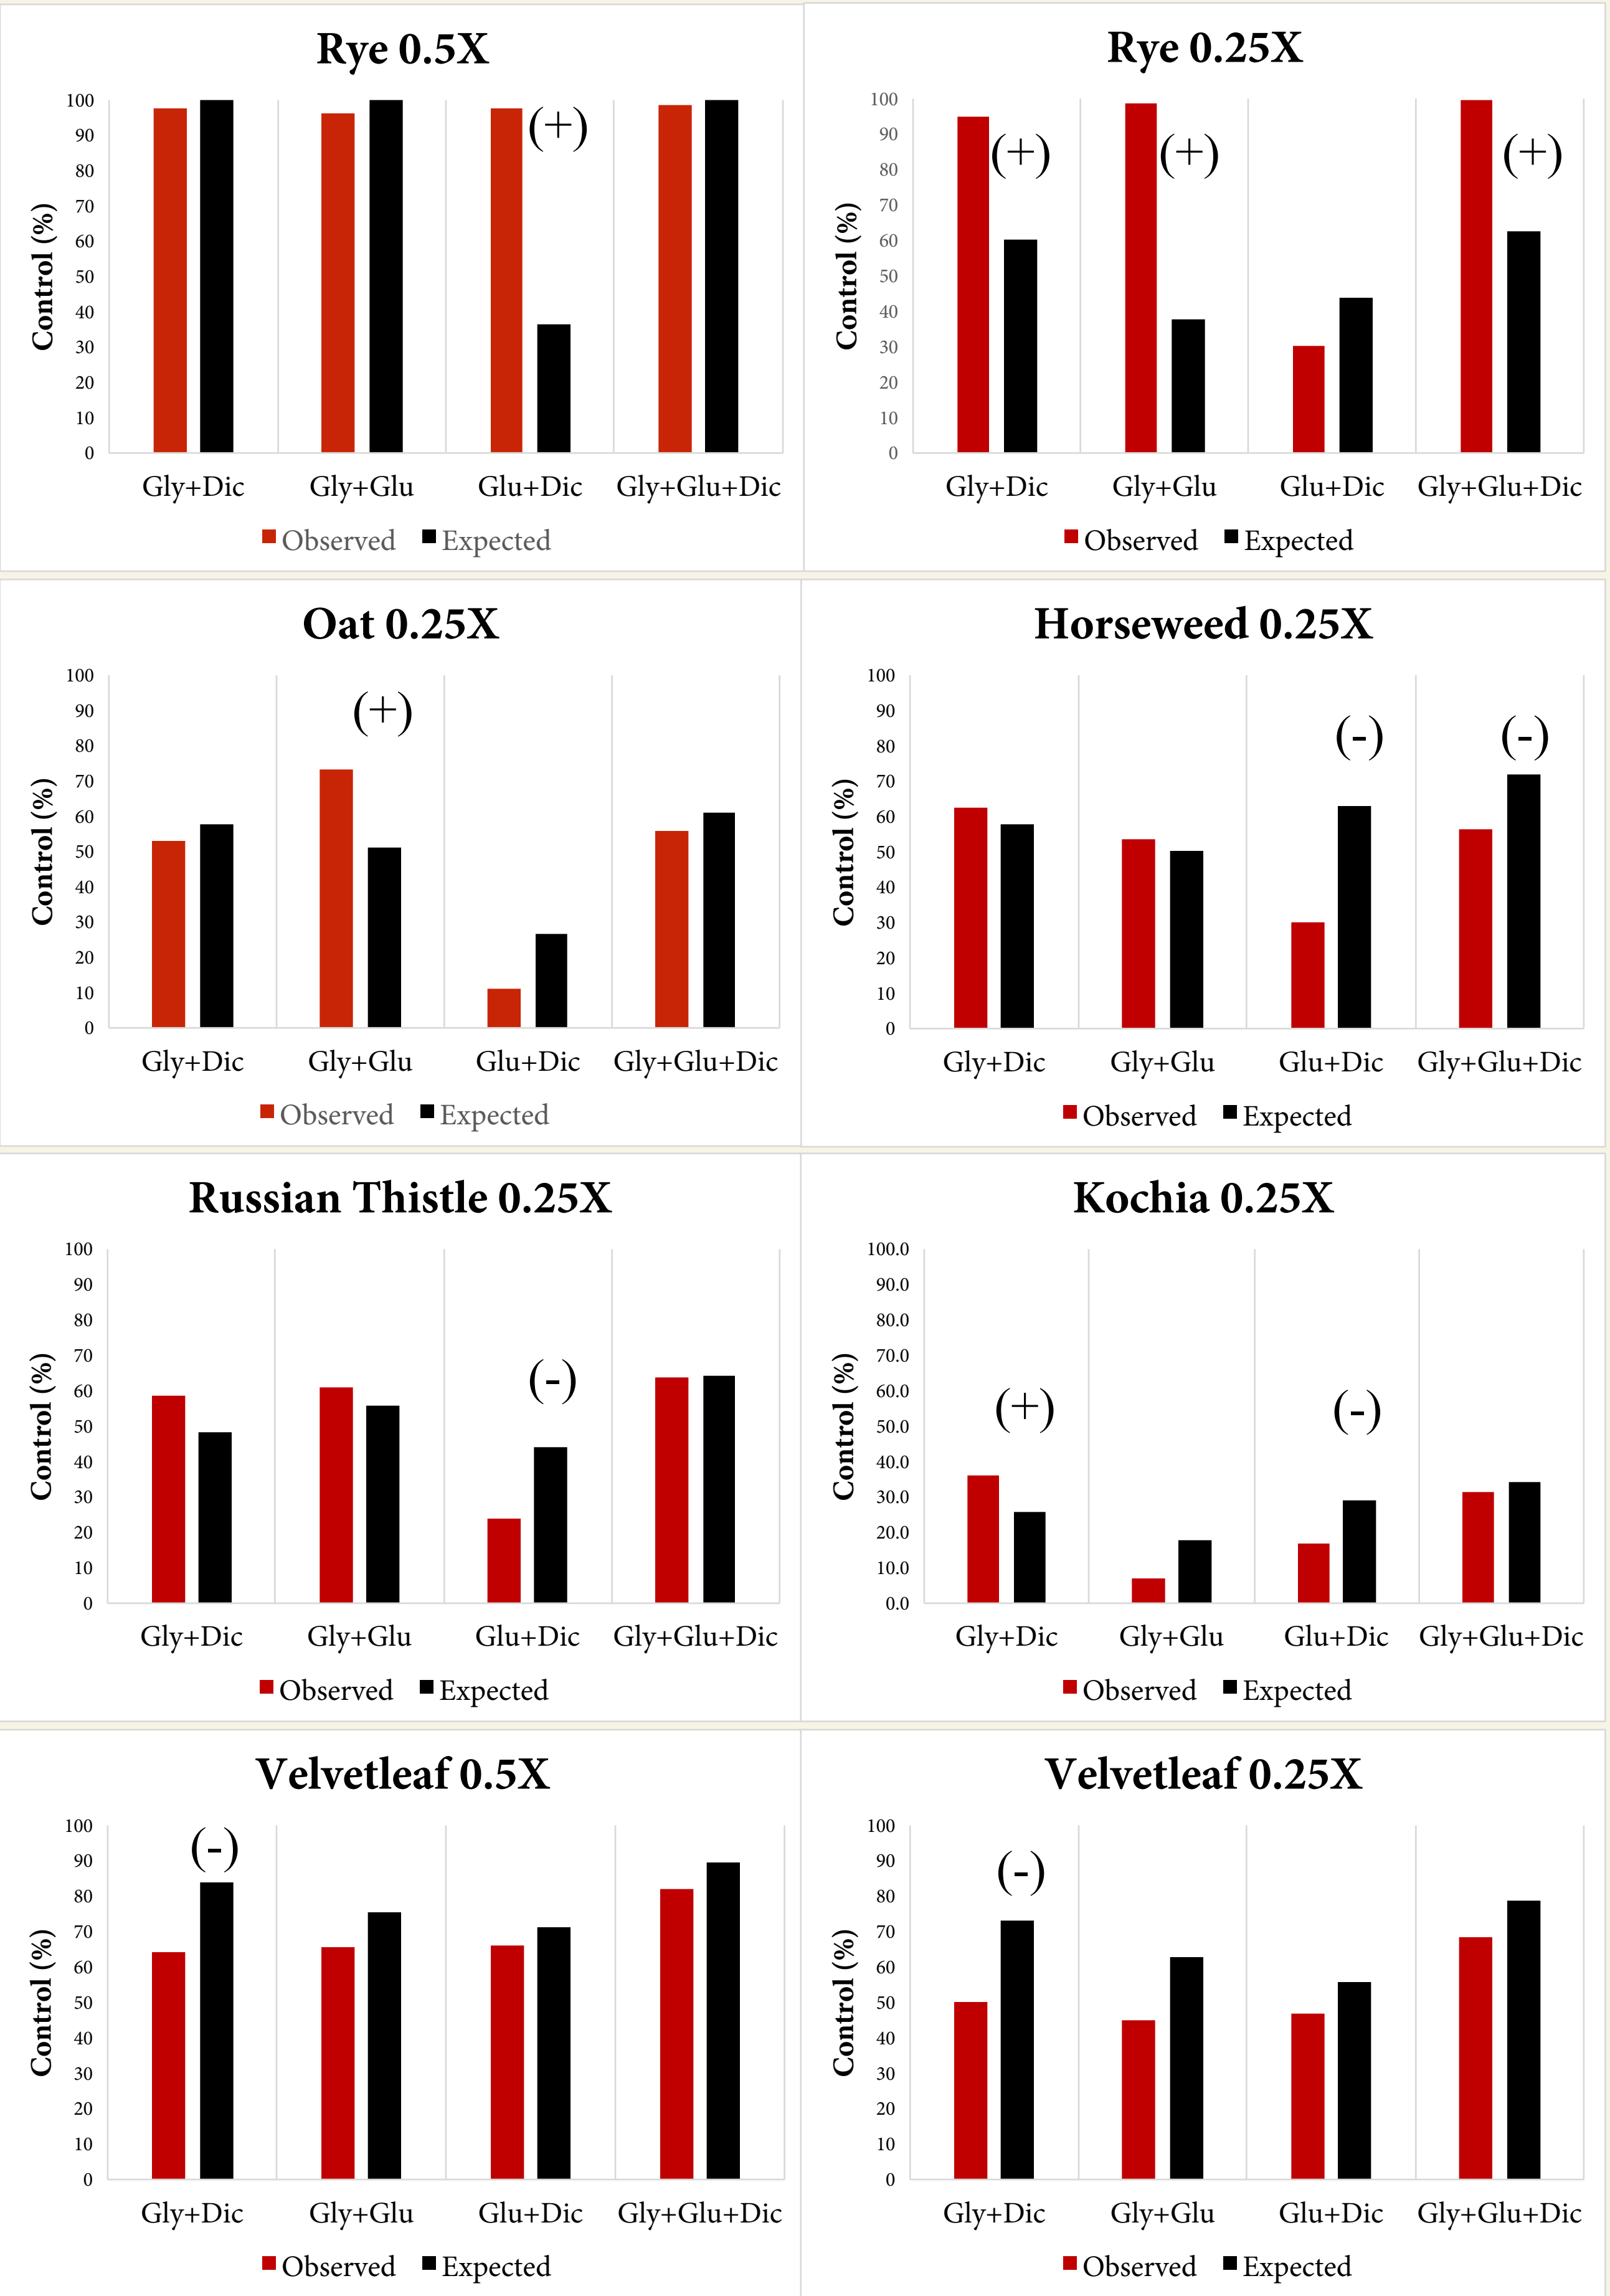 Rye 0.5X
Control (%)
100
90
80
70
60
50
40
30
20
10
0
(+)
Gly+Dic Gly+Glu Glu+Dic Gly+Glu+Dic
Observed Expected
Rye 0.25X
Control (%)
100
90
80
70
60
50
40
30
20
10
0
(+) (+) (+)
Gly+Dic Gly+Glu Glu+Dic Gly+Glu+Dic
Observed Expected
Oat 0.25X
Control (%)
100
90
80
70
60
50
40
30
20
10
0
(+)
Gly+Dic Gly+Glu Glu+Dic Gly+Glu+Dic
Observed Expected
Horseweed 0.25X
Control (%)
100
90
80
70
60
50
40
30
20
10
0
(-) (-)
Gly+Dic Gly+Glu Glu+Dic Gly+Glu+Dic
Observed Expected
Russian Thistle 0.25X
Control (%)
100
90
80
70
60
50
40
30
20
10
0
(-)
Gly+Dic Gly+Glu Glu+Dic Gly+Glu+Dic
Observed Expected
Kochia 0.25X
Control (%)
100.0
90.0
80.0
70.0
60.0
50.0
40.0
30.0
20.0
10.0
0.0
(+) (-)
Gly+Dic Gly+Glu Glu+Dic Gly+Glu+Dic
Observed Expected
Velvetleaf 0.5X
Control (%)
100
90
80
70
60
50
40
30
20
10
0
(-)
Gly+Dic Gly+Glu Glu+Dic Gly+Glu+Dic
Observed Expected
Velvetleaf 0.25X
Control (%)
100
90
80
70
60
50
40
30
20
10
0
(-)
Gly+Dic Gly+Glu Glu+Dic Gly+Glu+Dic
Observed Expected